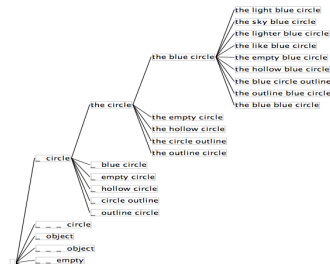 the light blue circle
the sky blue circle
the lighter blue circle
the like blue circle
the blue circle
the empty blue circle
the hollow blue circle
the blue circle outline
the outline blue circle
the circle
the blue blue circle
the empty circle
the hollow circle
the circle outline
the outline circle
_ circle
_ blue circle
_ empty circle
_ hollow circle
_ circle outline
_ outline circle
_ _ _ circle
_ object
_ _ _ object
_ _ empty